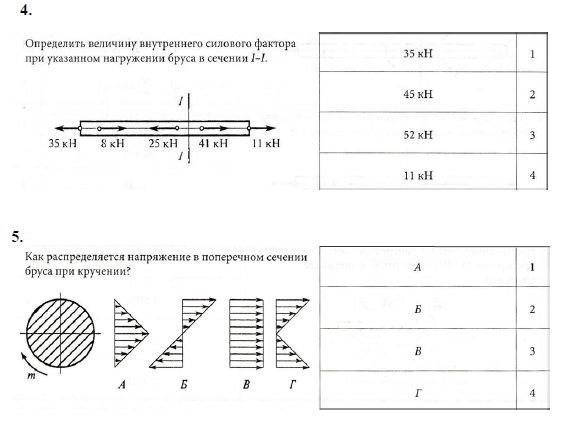 4.
Определить величину внутреннего силового фактора
при указанном нагружении бруса в сечении I–I.
I
35 кН 8 кН 25 кН 41 кН 11 кН
I
35 кН 1
45 кН 2
52 кН 3
11 кН 4
5.
Как распределяется напряжение в поперечном сечении
бруса при кручении?
m
А Б В Г
А 1
Б 2
В 3
Г 4